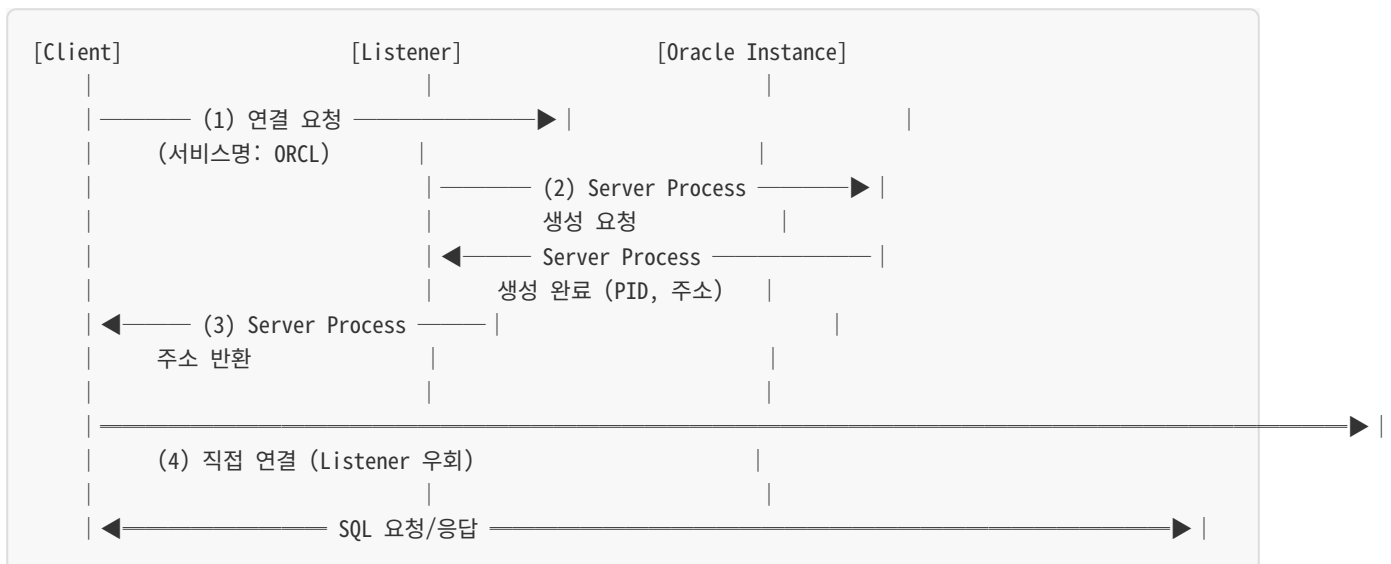 [Client] [Listener] [Oracle Instance]
(1) 연결 요청
(서비스명: ORCL)
(2) Server Process
생성 요청
Server Process
생성 완료 (PID, 주소)
(3) Server Process
주소 반환
(4) 직접 연결 (Listener 우회)
SQL 요청/응답